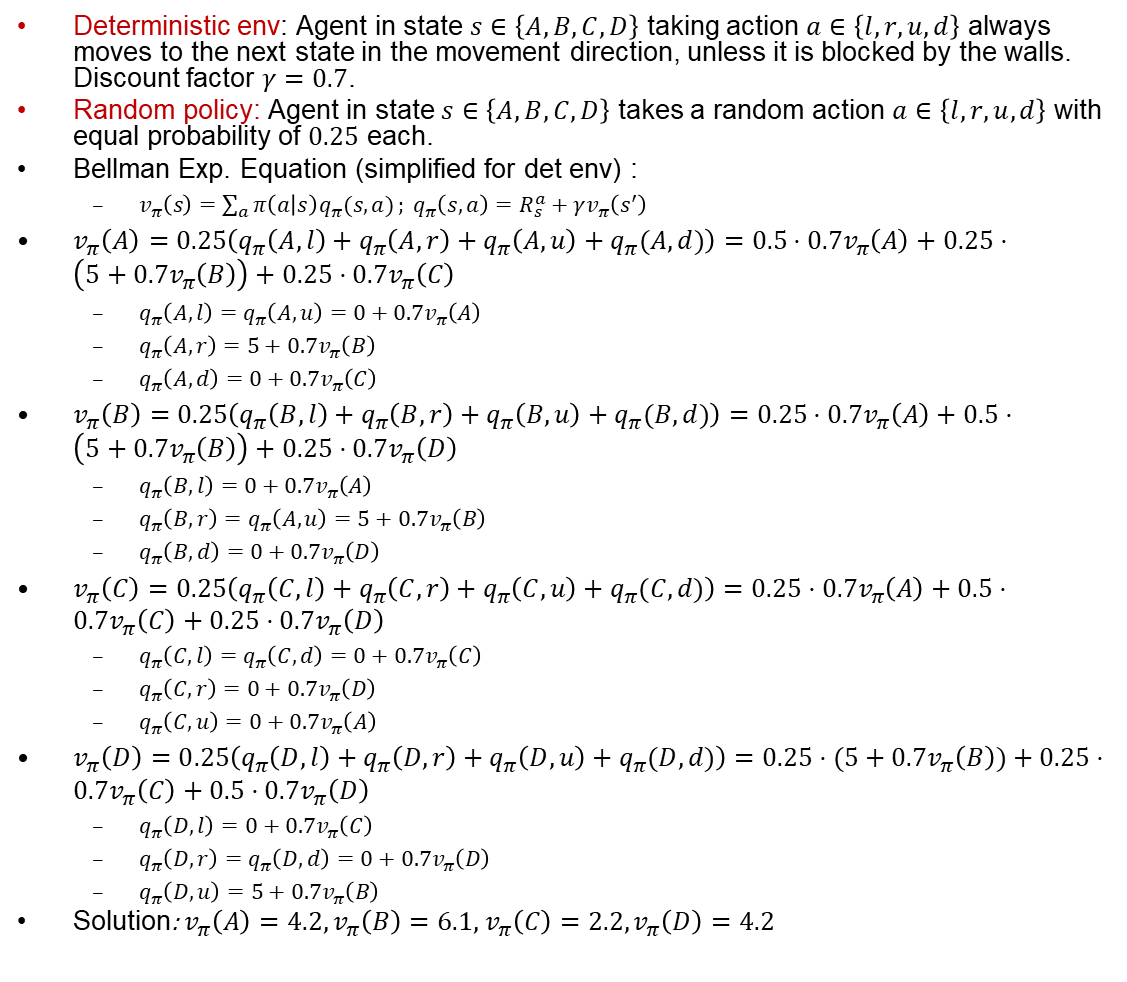 • Deterministic env: Agent in state s ∈ {A, B, C, D} taking action a ∈ {l, r, u, d} always
moves to the next state in the movement direction, unless it is blocked by the walls.
Discount factor γ = 0.7.
• Random policy: Agent in state s ∈ {A, B, C, D} takes a random action a ∈ {l, r, u, d} with
equal probability of 0.25 each.
• Bellman Exp. Equation (simplified for det env) :
– v_π(s) = ∑_a π(a|s)q_π(s, a) ; q_π(s, a) = R_s^a + γv_π(s′)
• v_π(A) = 0.25(q_π(A, l) + q_π(A, r) + q_π(A, u) + q_π(A, d)) = 0.5 · 0.7v_π(A) + 0.25 ·
(5 + 0.7v_π(B)) + 0.25 · 0.7v_π(C)
– q_π(A, l) = q_π(A, u) = 0 + 0.7v_π(A)
– q_π(A, r) = 5 + 0.7v_π(B)
– q_π(A, d) = 0 + 0.7v_π(C)
• v_π(B) = 0.25(q_π(B, l) + q_π(B, r) + q_π(B, u) + q_π(B, d)) = 0.25 · 0.7v_π(A) + 0.5 ·
(5 + 0.7v_π(B)) + 0.25 · 0.7v_π(D)
– q_π(B, l) = 0 + 0.7v_π(A)
– q_π(B, r) = q_π(A, u) = 5 + 0.7v_π(B)
– q_π(B, d) = 0 + 0.7v_π(D)
• v_π(C) = 0.25(q_π(C, l) + q_π(C, r) + q_π(C, u) + q_π(C, d)) = 0.25 · 0.7v_π(A) + 0.5 ·
0.7v_π(C) + 0.25 · 0.7v_π(D)
– q_π(C, l) = q_π(C, d) = 0 + 0.7v_π(C)
– q_π(C, r) = 0 + 0.7v_π(D)
– q_π(C, u) = 0 + 0.7v_π(A)
• v_π(D) = 0.25(q_π(D, l) + q_π(D, r) + q_π(D, u) + q_π(D, d)) = 0.25 · (5 + 0.7v_π(B)) + 0.25 ·
0.7v_π(C) + 0.5 · 0.7v_π(D)
– q_π(D, l) = 0 + 0.7v_π(C)
– q_π(D, r) = q_π(D, d) = 0 + 0.7v_π(D)
– q_π(D, u) = 5 + 0.7v_π(B)
• Solution: v_π(A) = 4.2, v_π(B) = 6.1, v_π(C) = 2.2, v_π(D) = 4.2